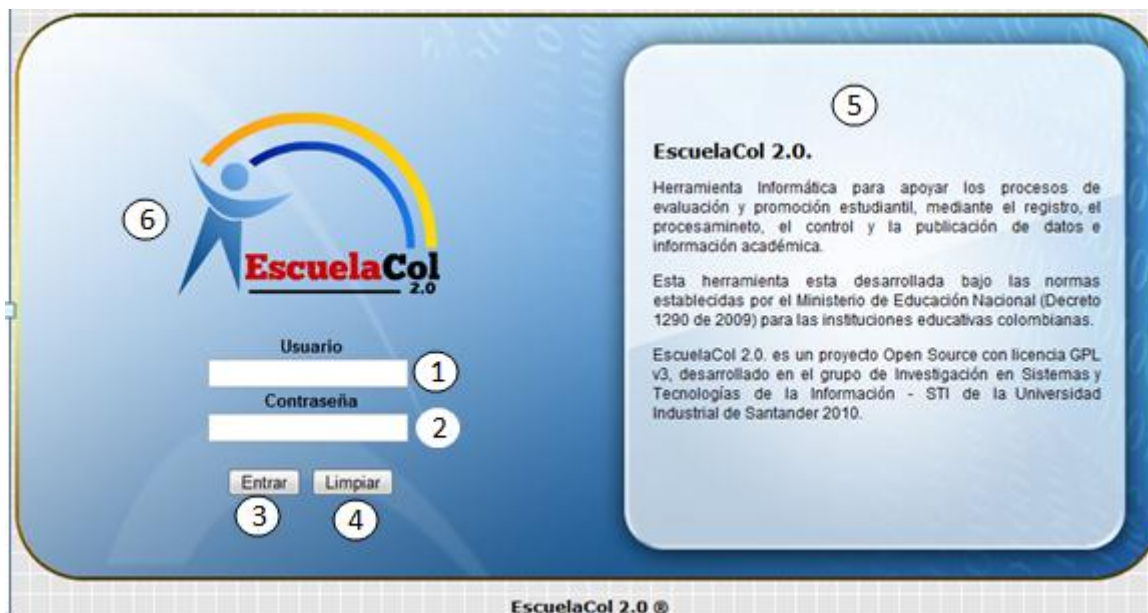 6
EscuelaCol
2.0
Usuario
1
Contraseña
2
Entrar
Limpiar
3
4
5
EscuelaCol 2.0.
Herramienta Informática para apoyar los procesos de
evaluación y promoción estudiantil, mediante el registro, el
procesamineto, el control y la publicación de datos e
información académica.
Esta herramienta esta desarrollada bajo las normas
establecidas por el Ministerio de Educación Nacional (Decreto
1290 de 2009) para las instituciones educativas colombianas.
EscuelaCol 2.0. es un proyecto Open Source con licencia GPL
v3, desarrollado en el grupo de Investigación en Sistemas y
Tecnologías de la Información - STI de la Universidad
Industrial de Santander 2010.
EscuelaCol 2.0 ®